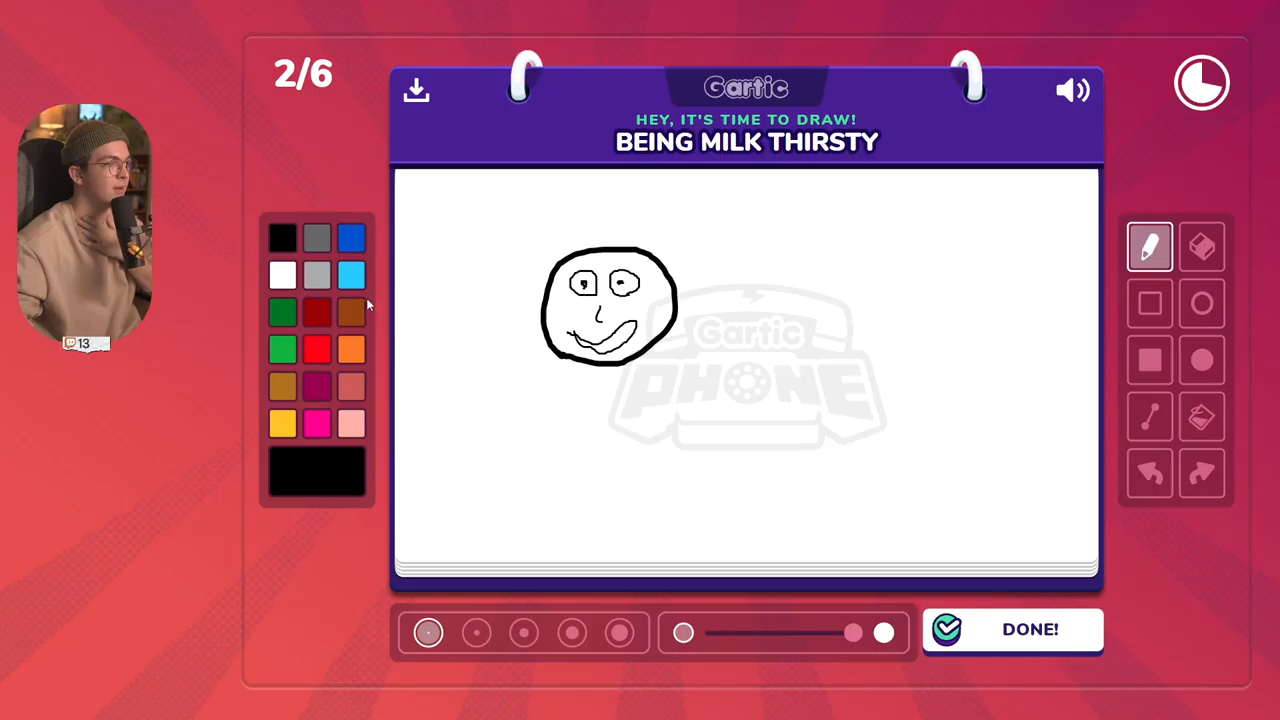 2/6
Gartic
HEY, IT'S TIME TO DRAW!
BEING MILK THIRSTY
Gartic
PHONE
13
DONE!